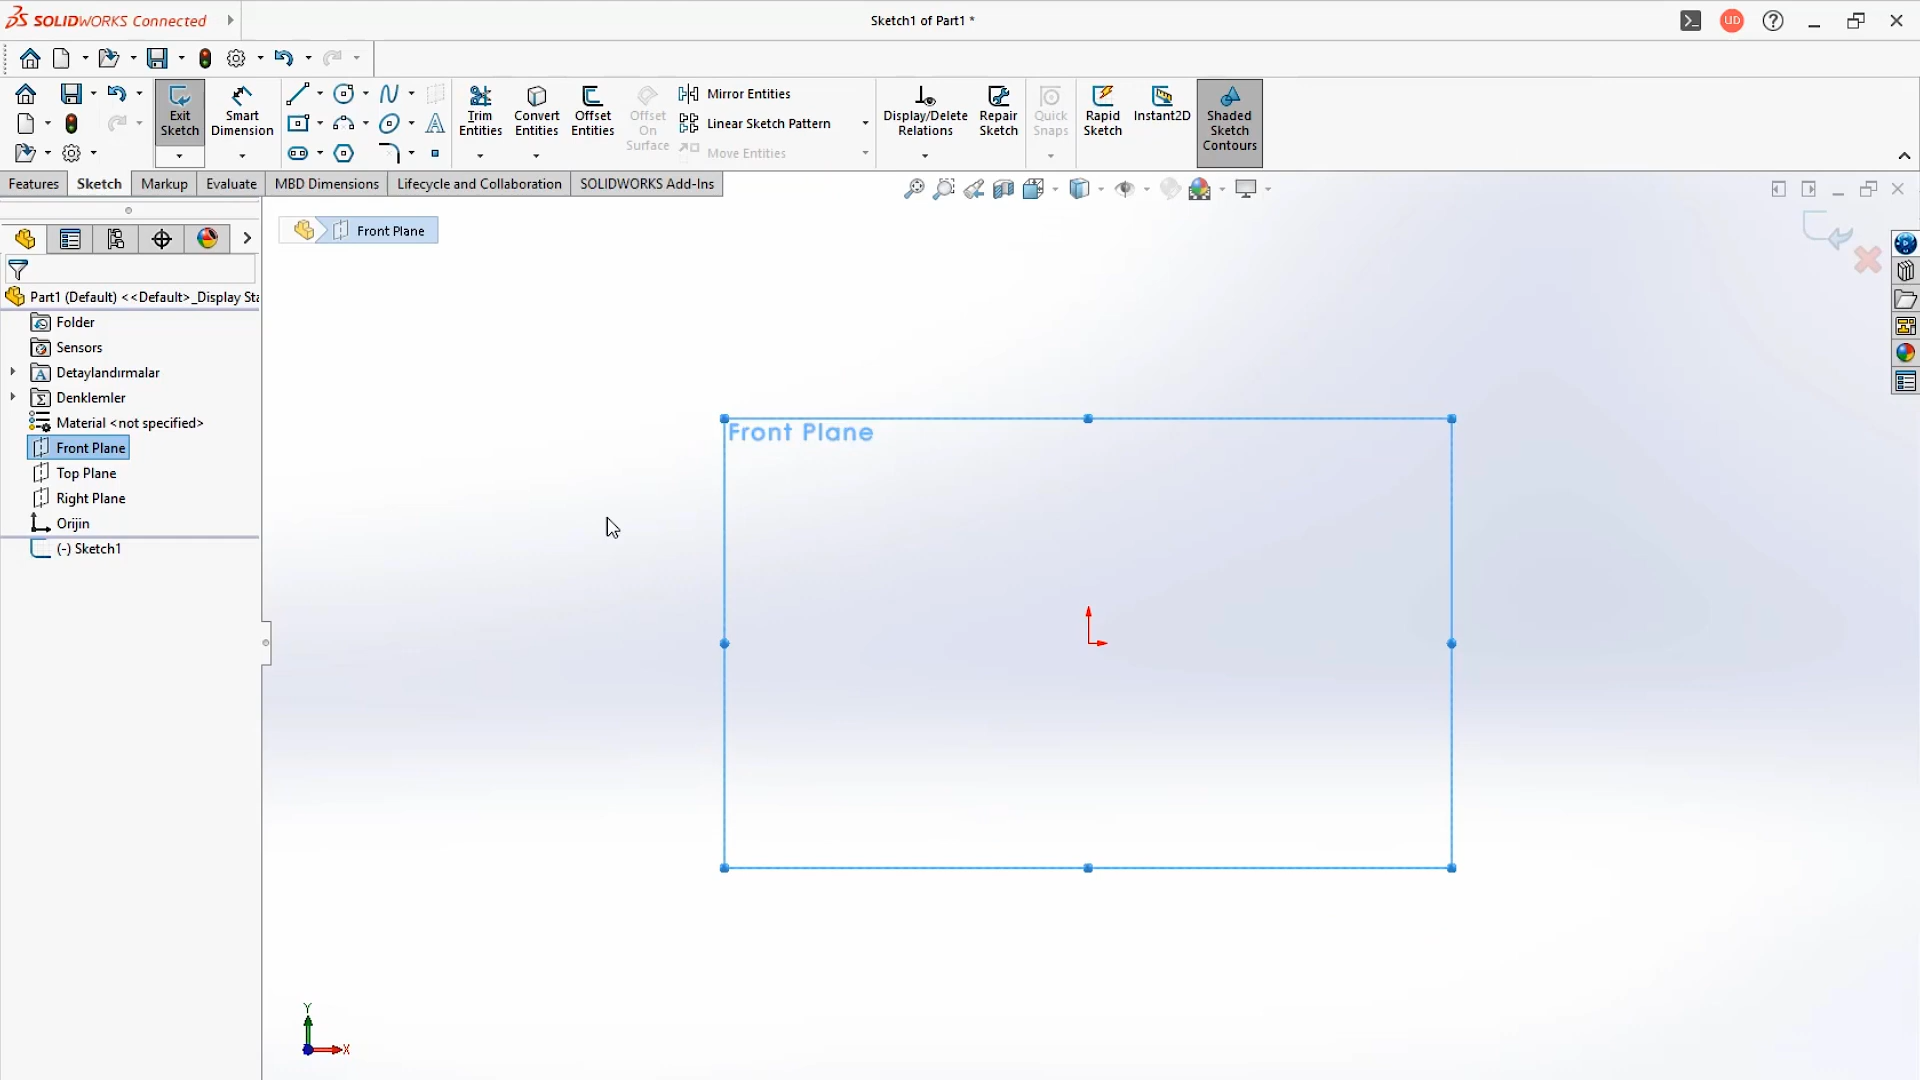 SOLIDWORKS Connected
Sketch1 of Part1 *
UD
Exit Sketch
Smart Dimension
Trim Entities
Convert Entities
Offset Entities
Offset On Surface
Mirror Entities
Linear Sketch Pattern
Move Entities
Display/Delete Relations
Repair Sketch
Quick Snaps
Rapid Sketch
Instant2D
Shaded Sketch Contours
Features
Sketch
Markup
Evaluate
MBD Dimensions
Lifecycle and Collaboration
SOLIDWORKS Add-Ins
Front Plane
Part1 (Default) <<Default>_Display Sta
Folder
Sensors
Detaylandırmalar
Denklemler
Material <not specified>
Front Plane
Top Plane
Right Plane
Orijin
(-) Sketch1
Front Plane
Y
X